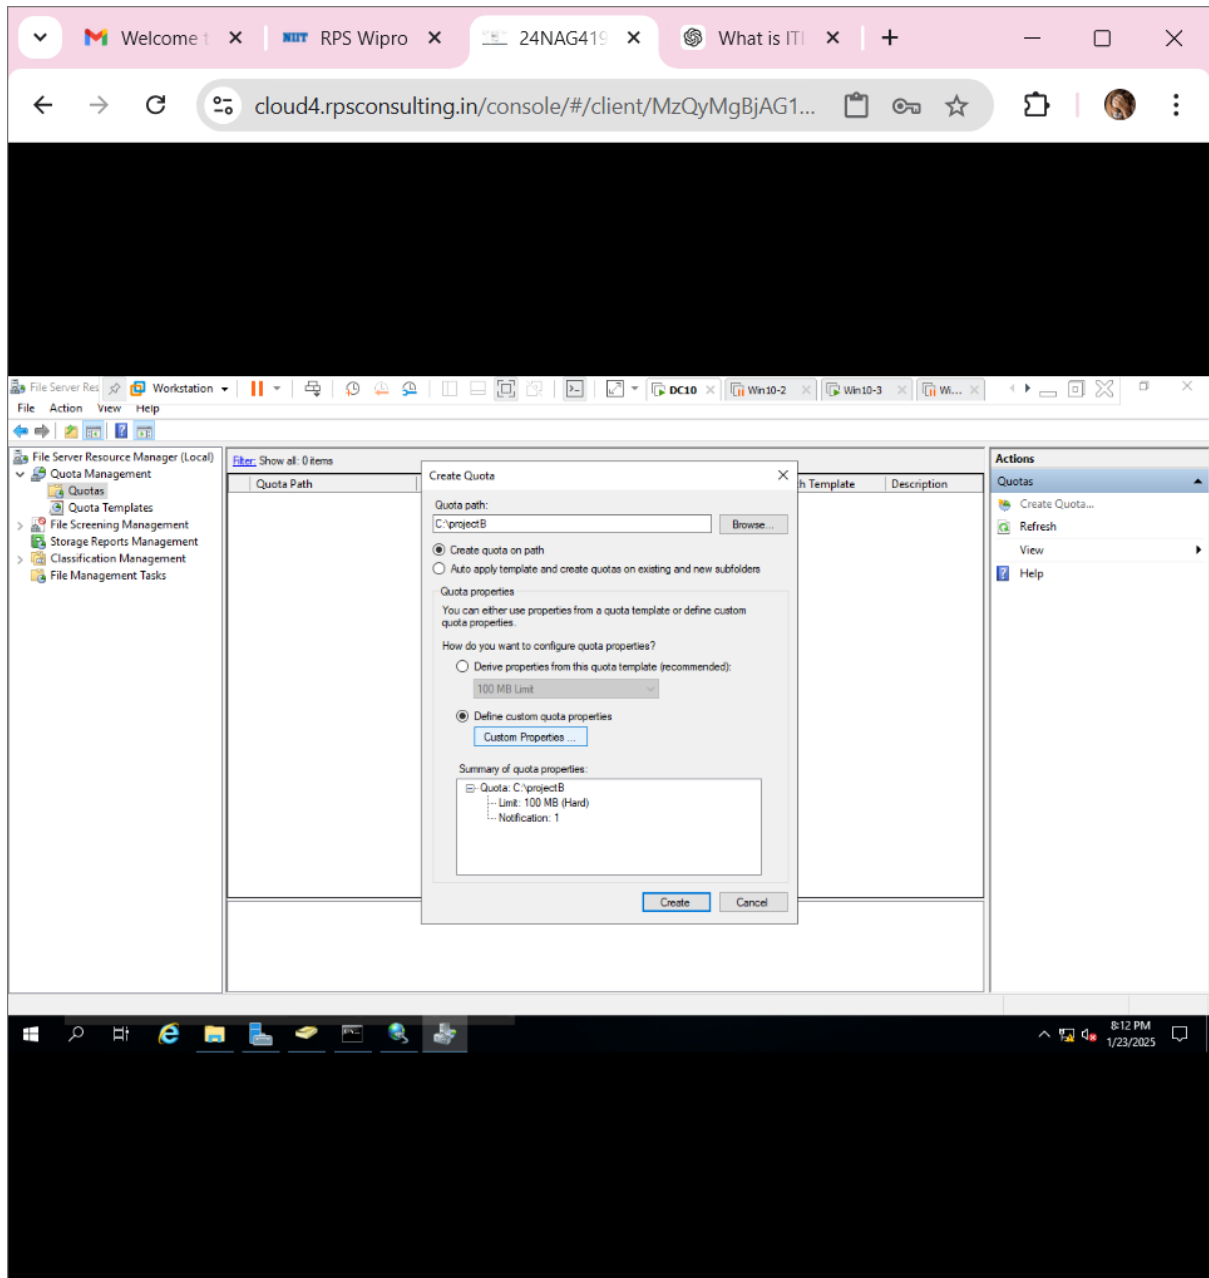 Welcome t
NIIT RPS Wipro
24NAG419
What is ITI
cloud4.rpsconsulting.in/console/#/client/MzQyMgBjAG1...
File Server Res
Workstation
DC10
Win10-2
Win10-3
Wi...
File Action View Help
File Server Resource Manager (Local)
Quota Management
Quotas
Quota Templates
File Screening Management
Storage Reports Management
Classification Management
File Management Tasks
Filter: Show all: 0 items
Quota Path
h Template
Description
Create Quota
Quota path:
C:\projectB
Browse...
Create quota on path
Auto apply template and create quotas on existing and new subfolders
Quota properties
You can either use properties from a quota template or define custom
quota properties.
How do you want to configure quota properties?
Derive properties from this quota template (recommended):
100 MB Limit
Define custom quota properties
Custom Properties ...
Summary of quota properties:
Quota: C:\projectB
Limit: 100 MB (Hard)
Notification: 1
Create
Cancel
Actions
Quotas
Create Quota...
Refresh
View
Help
8:12 PM
1/23/2025